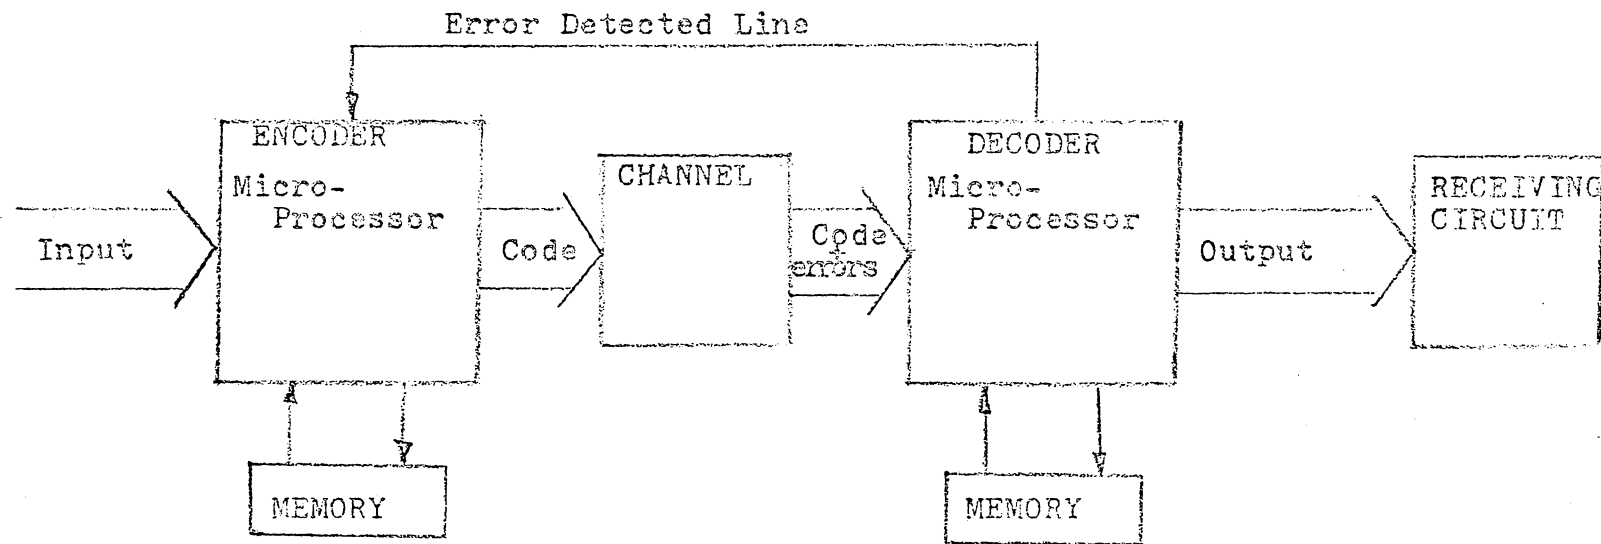 Error Detected Line
ENCODER
Micro-
Processor
Input
Code
CHANNEL
Code
+
errors
DECODER
Micro-
Processor
Output
RECEIVING
CIRCUIT
MEMORY
MEMORY